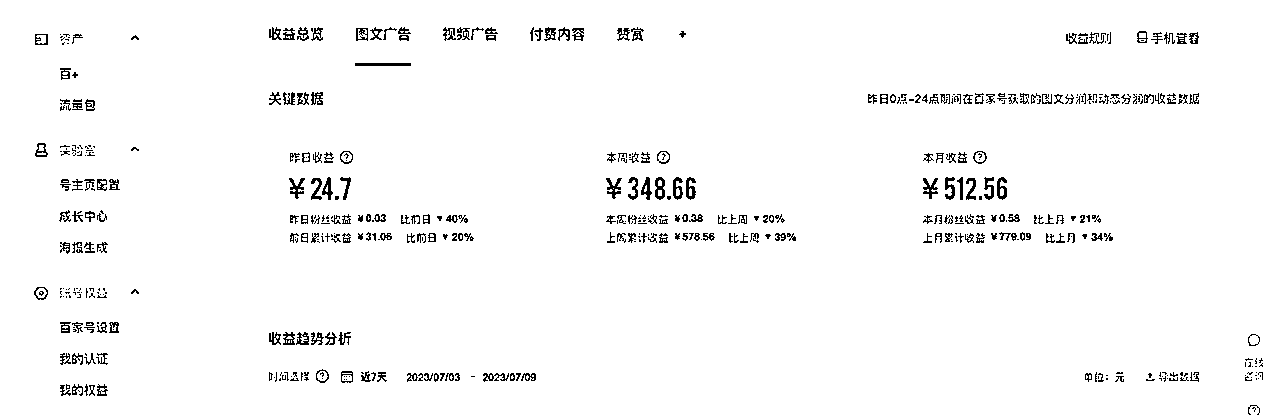 资产
百+
流量包
实验室
号主页配置
成长中心
海报生成
账号权益
百家号设置
我的认证
我的权益
收益总览 图文广告 视频广告 付费内容 赞赏 +
收益规则 手机查看
关键数据
昨日0点-24点期间在百家号获取的图文分润和动态分润的收益数据
昨日收益 ?
¥24.7
昨日粉丝收益 ¥0.03 比前日 ▼ 40%
前日累计收益 ¥31.06 比前日 ▼ 20%
本周收益 ?
¥348.66
本周粉丝收益 ¥0.38 比上周 ▼ 20%
上周累计收益 ¥578.56 比上周 ▼ 39%
本月收益 ?
¥512.56
本月粉丝收益 ¥0.58 比上月 ▼ 21%
上月累计收益 ¥779.09 比上月 ▼ 34%
收益趋势分析
时间选择 ? 近7天 2023/07/03 - 2023/07/09
单位：元 导出数据
在线
咨询